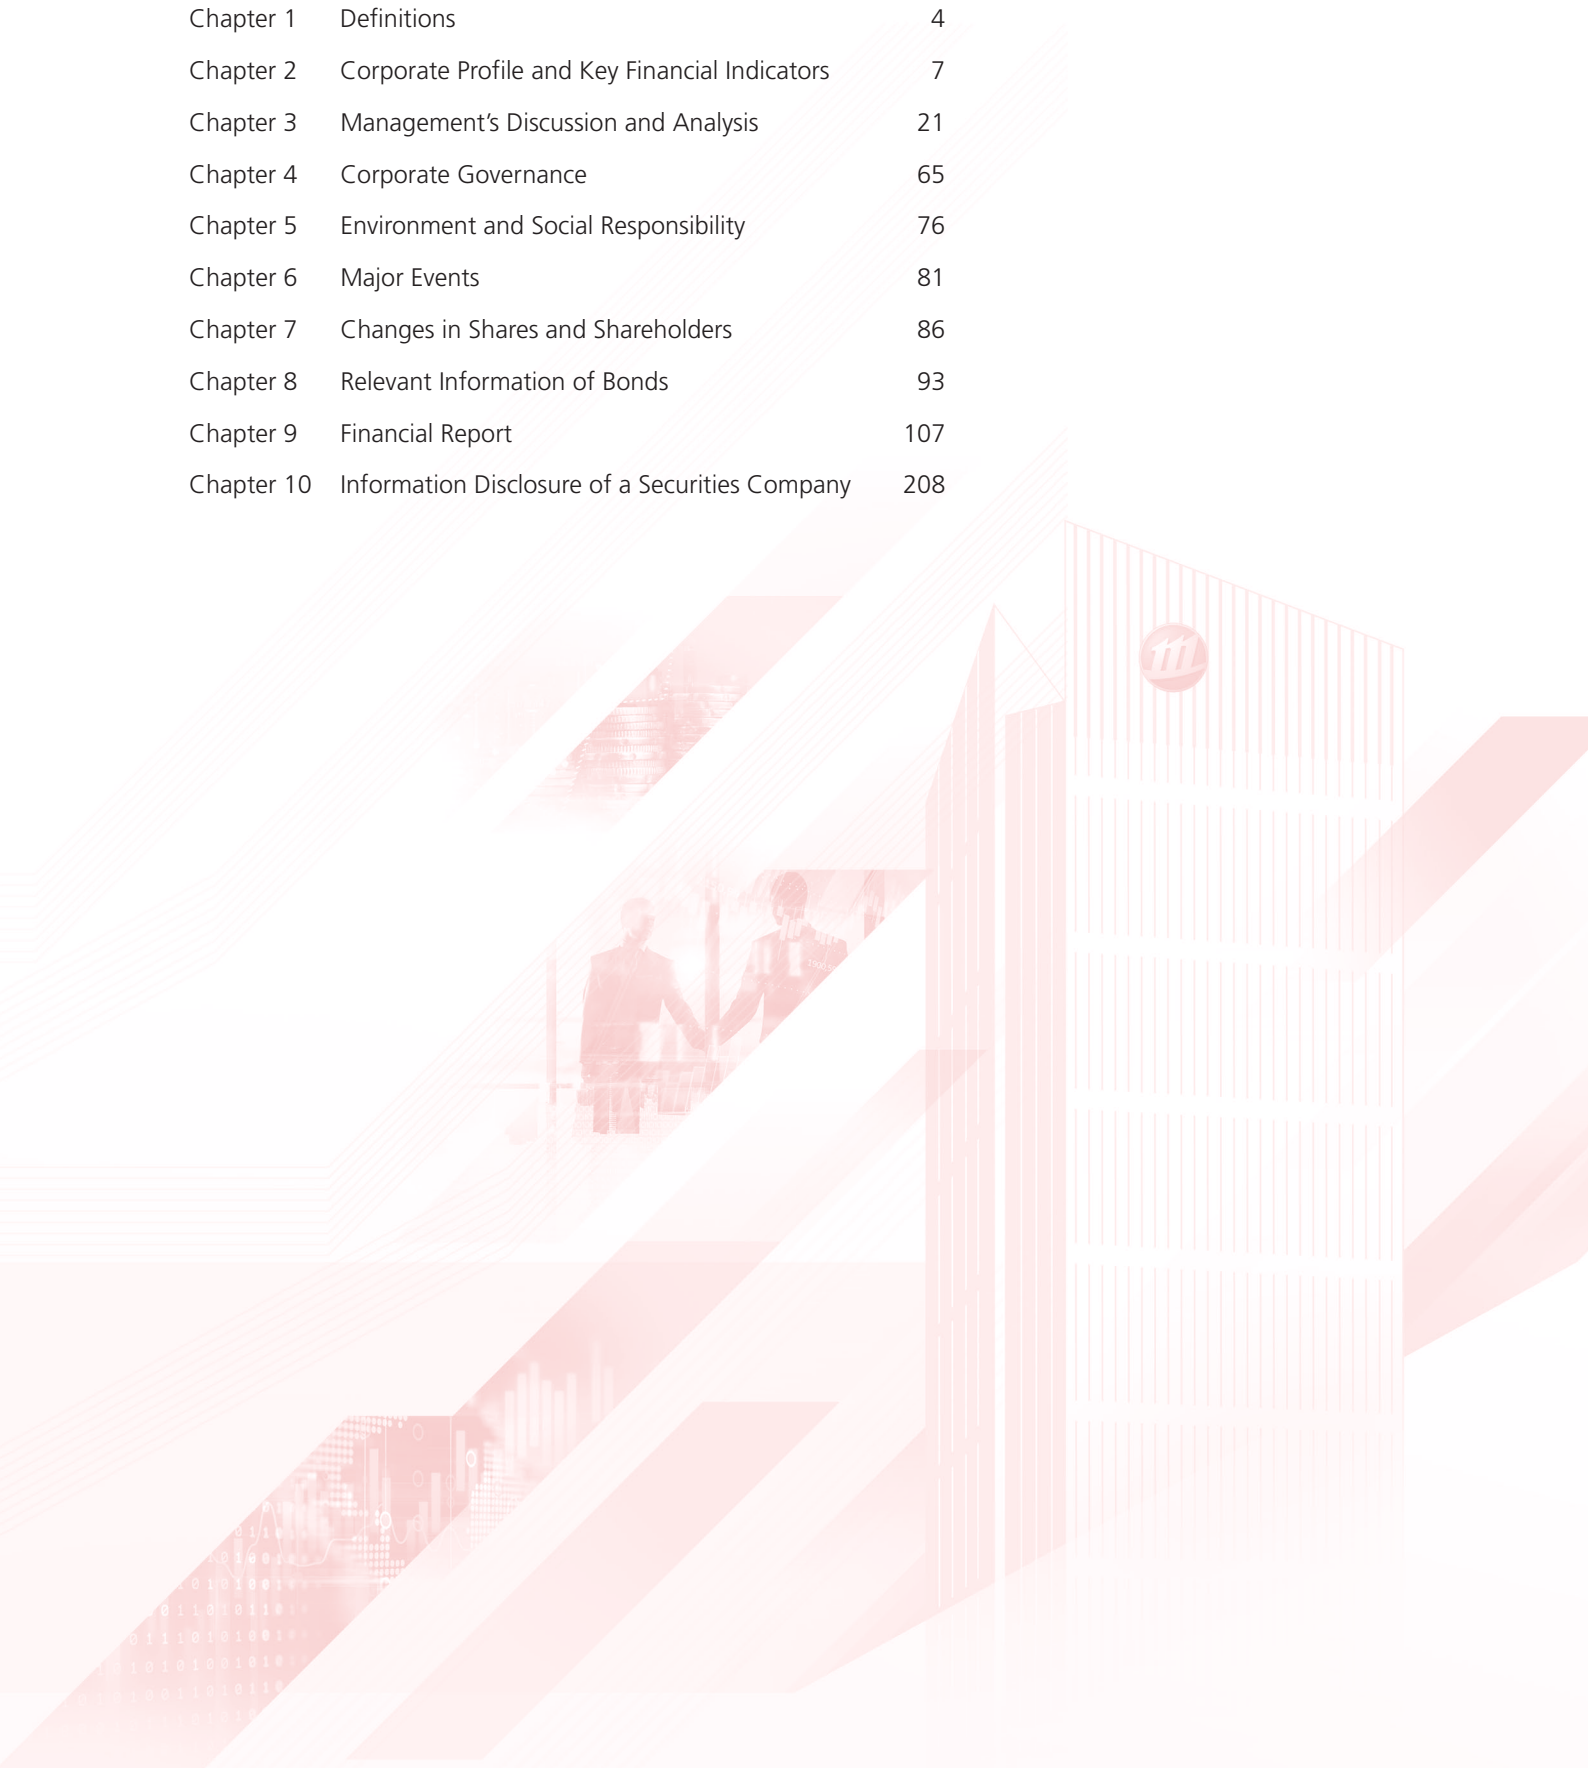 Chapter 1 Definitions 4
Chapter 2 Corporate Profile and Key Financial Indicators 7
Chapter 3 Management’s Discussion and Analysis 21
Chapter 4 Corporate Governance 65
Chapter 5 Environment and Social Responsibility 76
Chapter 6 Major Events 81
Chapter 7 Changes in Shares and Shareholders 86
Chapter 8 Relevant Information of Bonds 93
Chapter 9 Financial Report 107
Chapter 10 Information Disclosure of a Securities Company 208